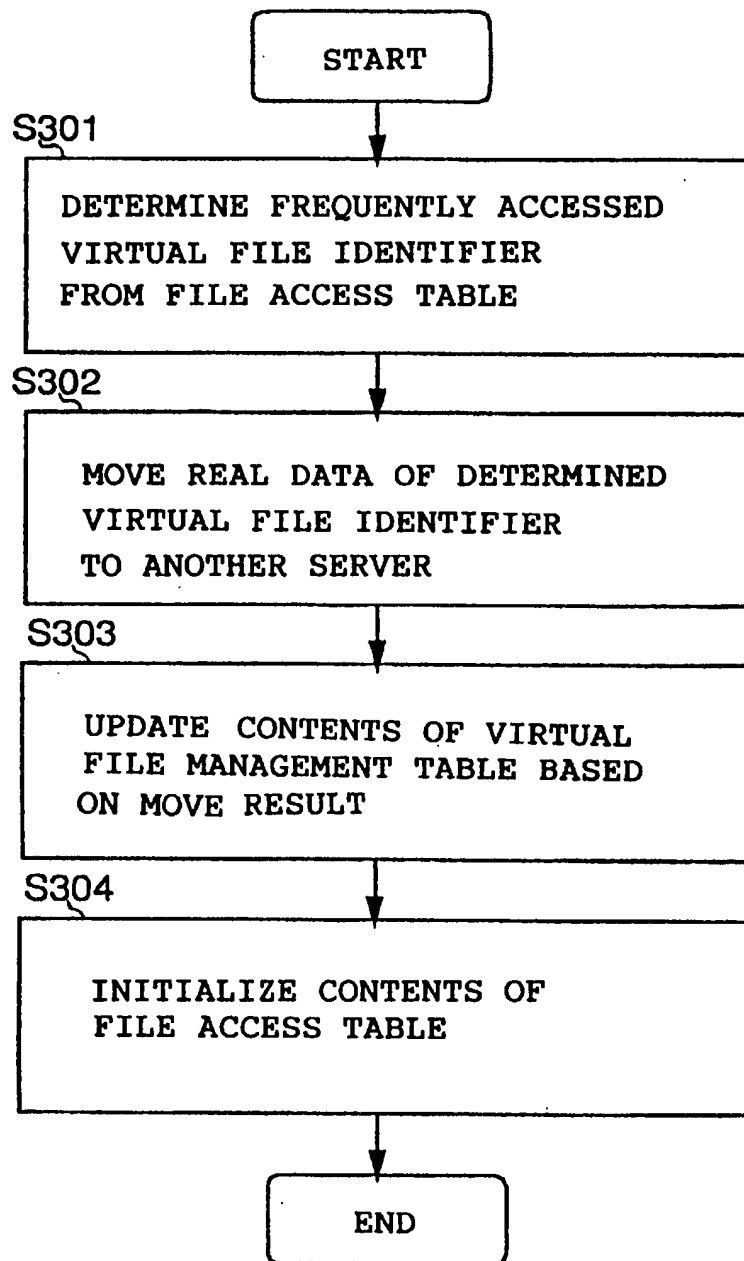 START
S301
DETERMINE FREQUENTLY ACCESSED
VIRTUAL FILE IDENTIFIER
FROM FILE ACCESS TABLE
S302
MOVE REAL DATA OF DETERMINED
VIRTUAL FILE IDENTIFIER
TO ANOTHER SERVER
S303
UPDATE CONTENTS OF VIRTUAL
FILE MANAGEMENT TABLE BASED
ON MOVE RESULT
S304
INITIALIZE CONTENTS OF
FILE ACCESS TABLE
END